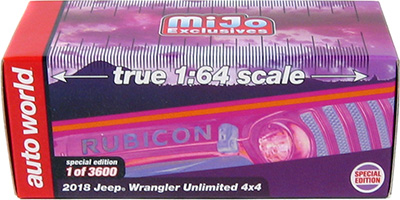 MiJo
Exclusives
true 1:64 scale
auto world
RUBICON
special edition
1 of 3600
2018 Jeep® Wrangler Unlimited 4x4
SPECIAL
EDITION